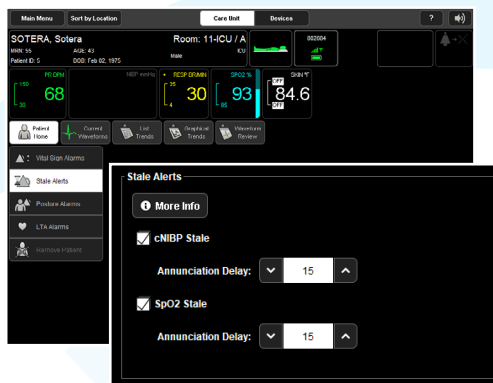 Main Menu Sort by Location Care Unit Devices ?
SOTERA, Sotera Room: 11-ICU / A 002004
MRN: 55 AGE: 43 Male ICU
Patient ID: 5 DOB: Feb 02, 1975
PR BPM NIBP mmHg RESP BR/MIN SPO2 % SKIN °F
150 35 OFF
68 30 93 84.6
30 4 85 OFF
Patient Home Current Waveforms List Trends Graphical Trends Waveform Review
Vital Sign Alarms
Stale Alerts
Posture Alarms
LTA Alarms
Remove Patient
Stale Alerts
More Info
cNIBP Stale
Annunciation Delay: 15
SpO2 Stale
Annunciation Delay: 15